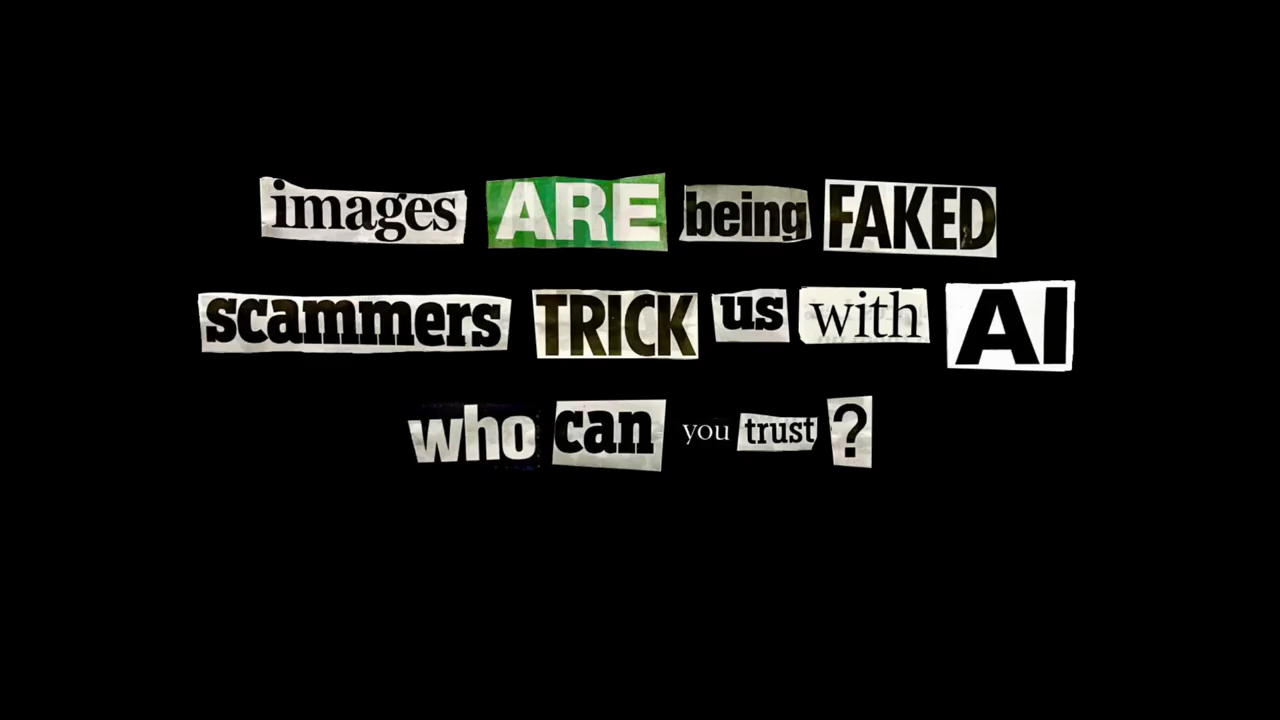 images ARE being FAKED
scammers TRICK us with AI
who can you trust?